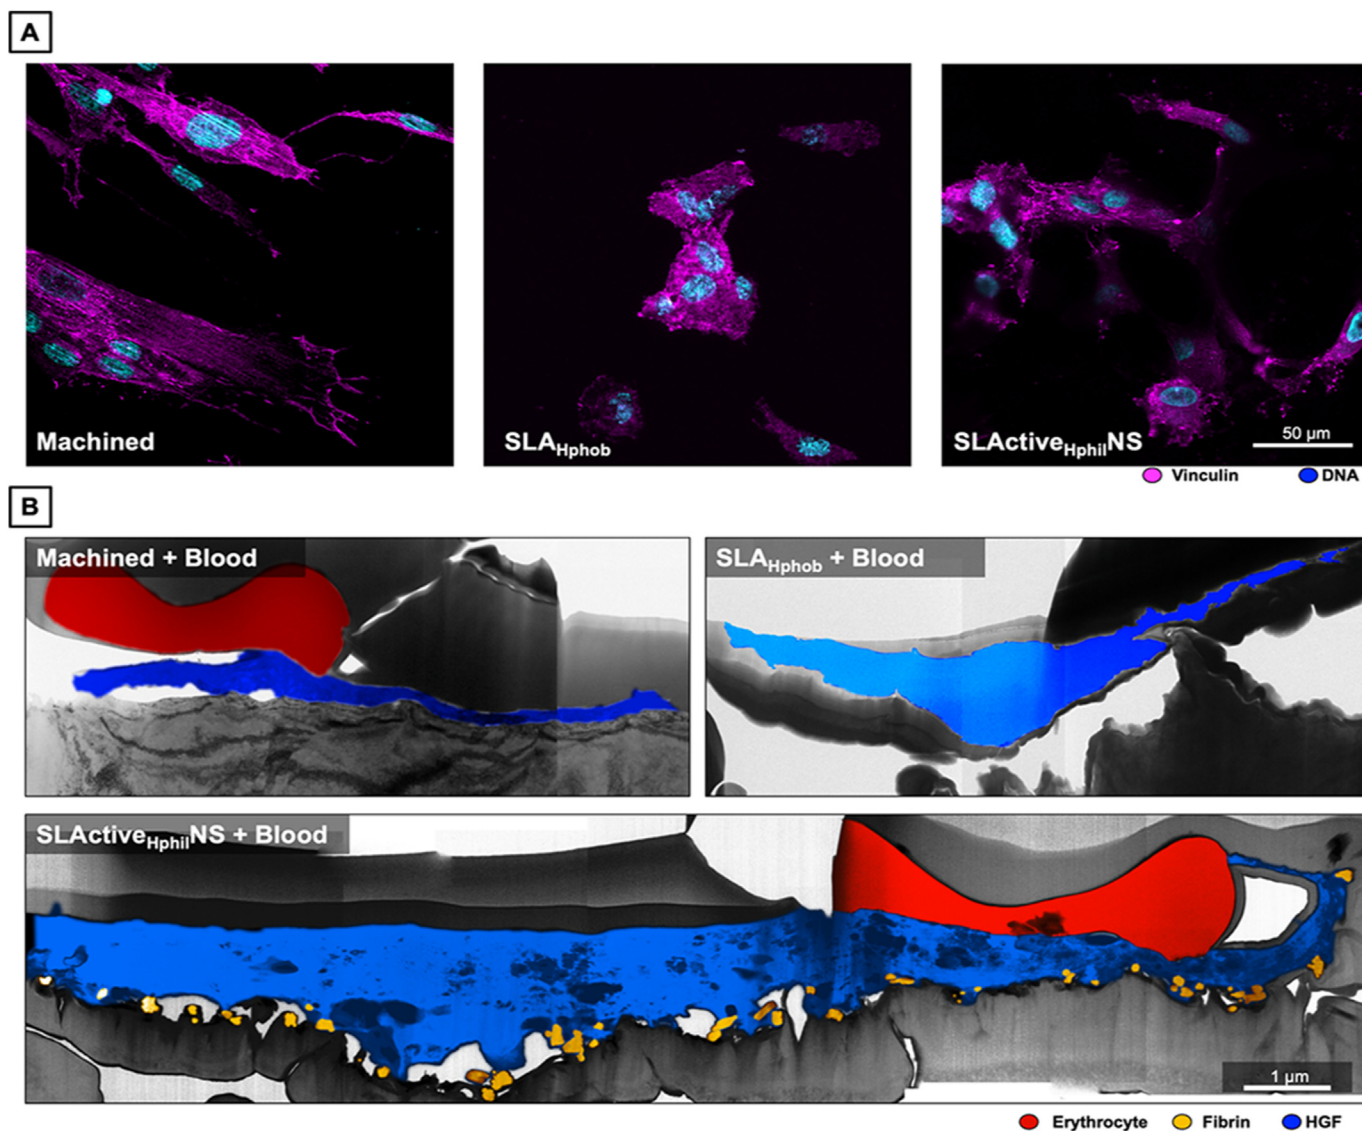 A
Machined
SLAHphob
SLActiveHphilNS
50 µm
Vinculin
DNA
B
Machined + Blood
SLAHphob + Blood
SLActiveHphilNS + Blood
1 µm
Erythrocyte
Fibrin
HGF